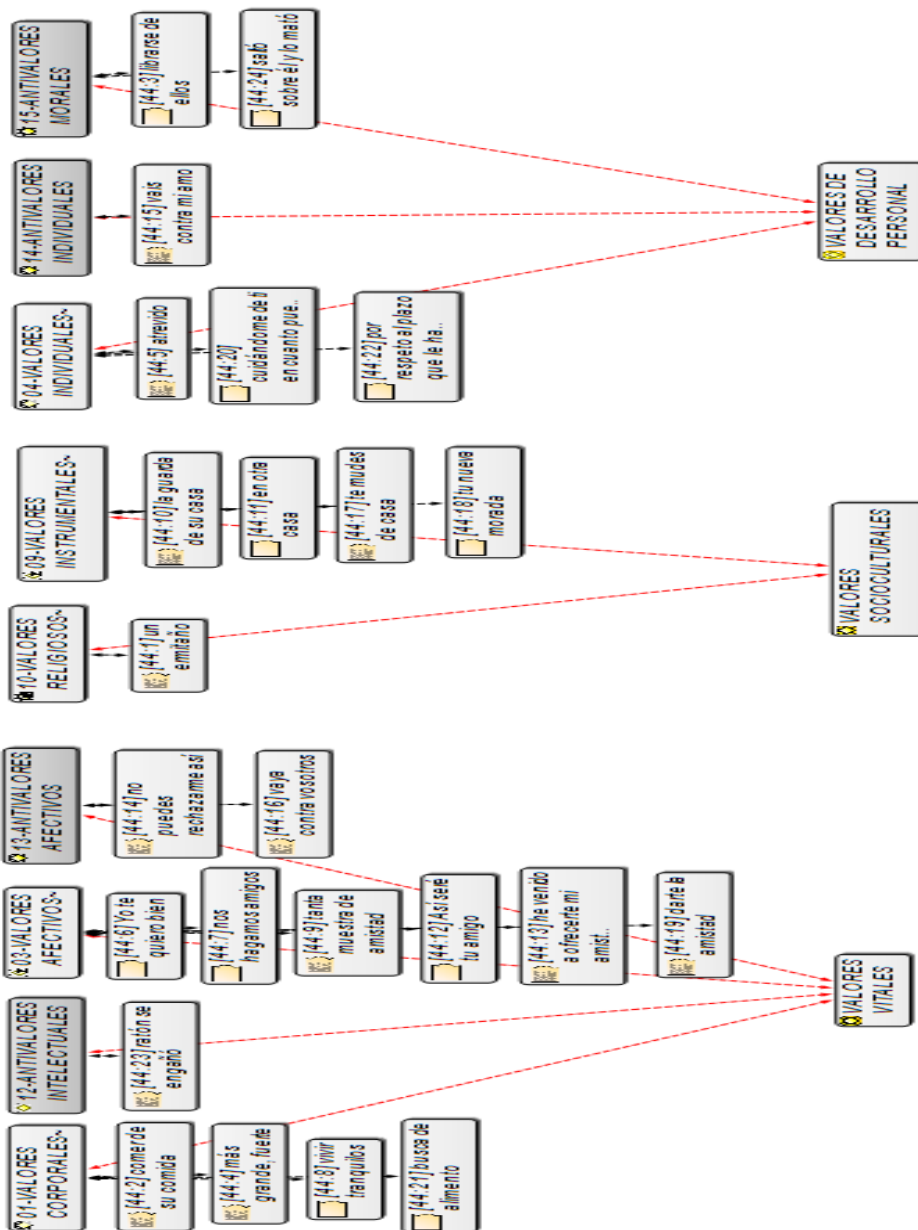 01-VALORES
CORPORALES~
[44:2] comer de
su comida
[44:4] más
grande, fuerte
[44:8] vivir
tranquilos
[44:21] busca de
alimento
12-ANTIVALORES
INTELECTUALES
[44:23] ratón se
engañó
03-VALORES
AFECTIVOS~
[44:6] Yo te
quiero bien
[44:7] nos
hagamos amigos
[44:9] tanta
muestra de
amistad
[44:12] Así seré
tu amigo
[44:13] he venido
a ofrecerte mi
amist..
[44:19] darte la
amistad
13-ANTIVALORES
AFECTIVOS
[44:14] no
puedes
rechazarme así
[44:16] vaya
contra vosotros
VALORES
VITALES
10-VALORES
RELIGIOSOS~
[44:1] un
ermitaño
09-VALORES
INSTRUMENTALES~
[44:10] la guarda
de su casa
[44:11] en otra
casa
[44:17] te mudes
de casa
[44:18] tu nueva
morada
VALORES
SOCIOCULTURALES
04-VALORES
INDIVIDUALES~
[44:5] atrevido
[44:20]
cuidándome de ti
en cuanto pue..
[44:22] por
respeto al plazo
que le ha..
14-ANTIVALORES
INDIVIDUALES
[44:15] vais
contra mi amo
15-ANTIVALORES
MORALES
[44:3] librarse de
ellos
[44:24] saltó
sobre él y lo mató
VALORES DE
DESARROLLO
PERSONAL